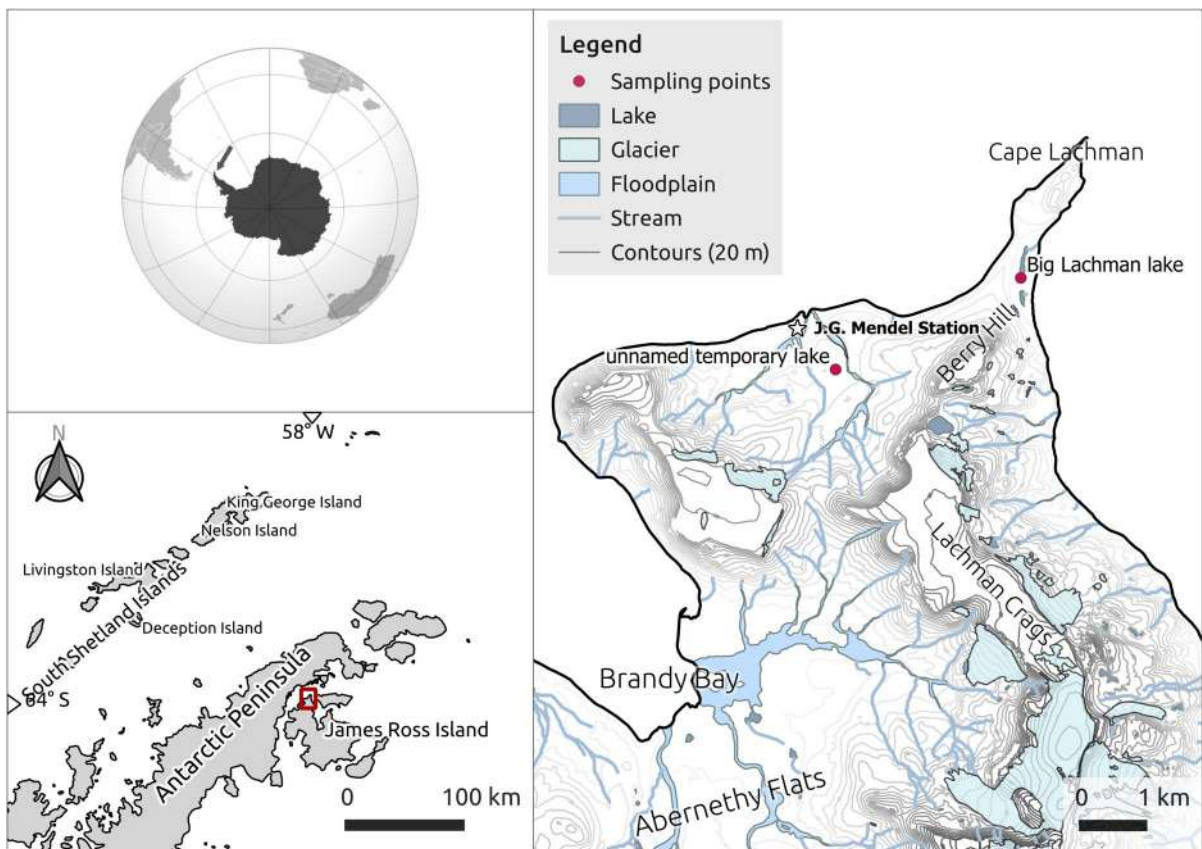 Legend
Sampling points
Lake
Glacier
Floodplain
Stream
Contours (20 m)
Cape Lachman
Big Lachman lake
J.G. Mendel Station
Berry Hill
unnamed temporary lake
Lachman Crags
Brandy Bay
Abernethy Flats
0 1 km
58° W
N
King George Island
Nelson Island
Livingston Island
South Shetland Islands
Deception Island
64° S
Antarctic Peninsula
James Ross Island
0 100 km